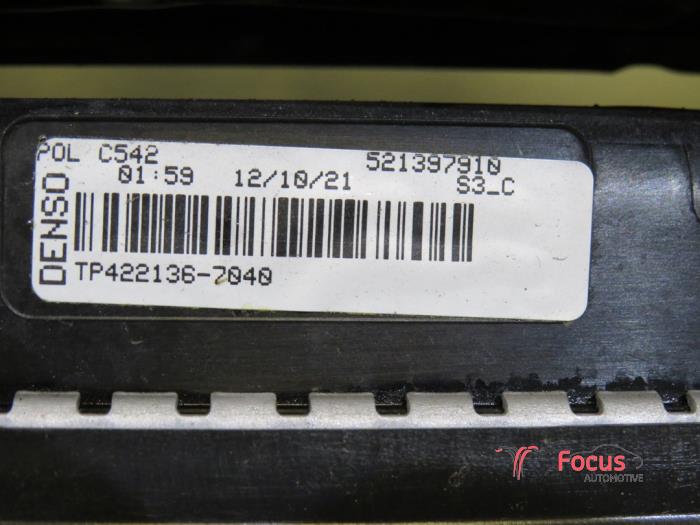 POL C542 521397910
01:59 12/10/21 S3_C
DENSO
TP422136-7040
Focus
AUTOMOTIVE